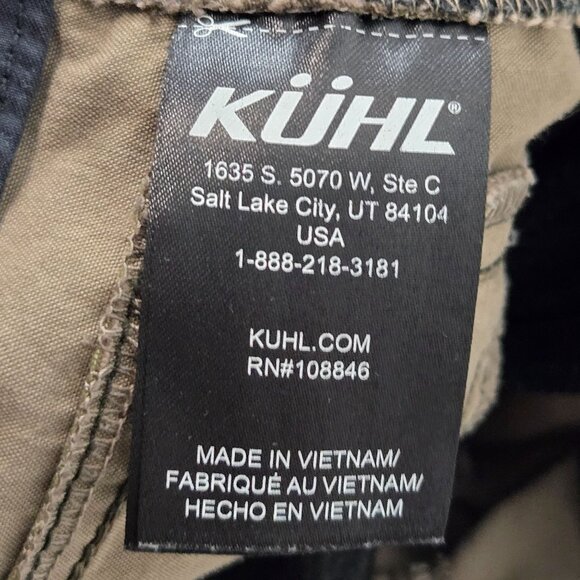 KÜHL®
1635 S. 5070 W, Ste C
Salt Lake City, UT 84104
USA
1-888-218-3181
KUHL.COM
RN#108846
MADE IN VIETNAM/
FABRIQUÉ AU VIETNAM/
HECHO EN VIETNAM